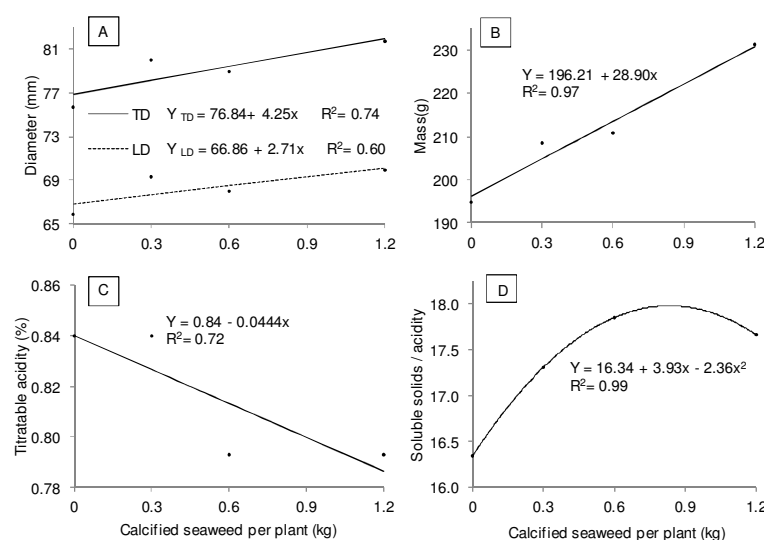 A
Diameter (mm)
81
77
73
69
65
TD Y TD = 76.84+ 4.25x R²= 0.74
LD Y LD = 66.86 + 2.71x R²= 0.60
0 0.3 0.6 0.9 1.2
B
Mass(g)
230
220
210
200
190
Y = 196.21 + 28.90x
R²= 0.97
0 0.3 0.6 0.9 1.2
C
Titratable acidity (%)
0.86
0.84
0.82
0.80
0.78
Y = 0.84 - 0.0444x
R²= 0.72
0 0.3 0.6 0.9 1.2
Calcified seaweed per plant (kg)
D
Soluble solids / acidity
18.0
17.5
17.0
16.5
16.0
Y = 16.34 + 3.93x - 2.36x²
R²= 0.99
0 0.3 0.6 0.9 1.2
Calcified seaweed per plant (kg)